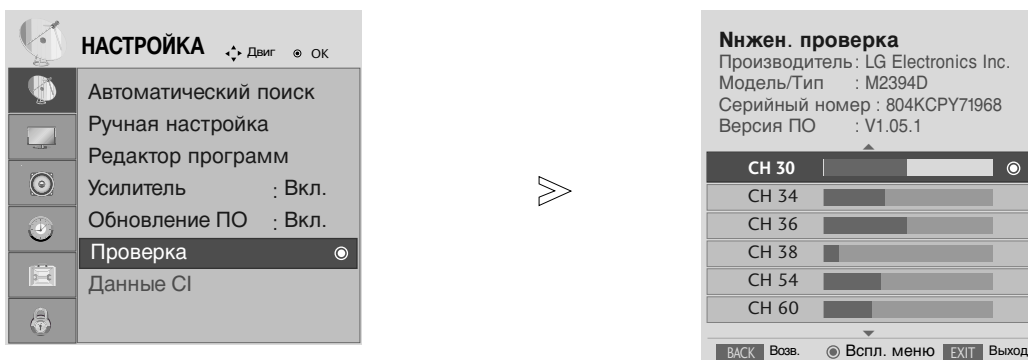 НАСТРОЙКА Двиг ОК
Автоматический поиск
Ручная настройка
Редактор программ
Усилитель : Вкл.
Обновление ПО : Вкл.
Проверка
Данные CI
Nнжен. проверка
Производитель : LG Electronics Inc.
Модель/Тип : M2394D
Серийный номер : 804KCPY71968
Версия ПО : V1.05.1
CH 30
CH 34
CH 36
CH 38
CH 54
CH 60
BACK Возв. Вспл. меню EXIT Выход